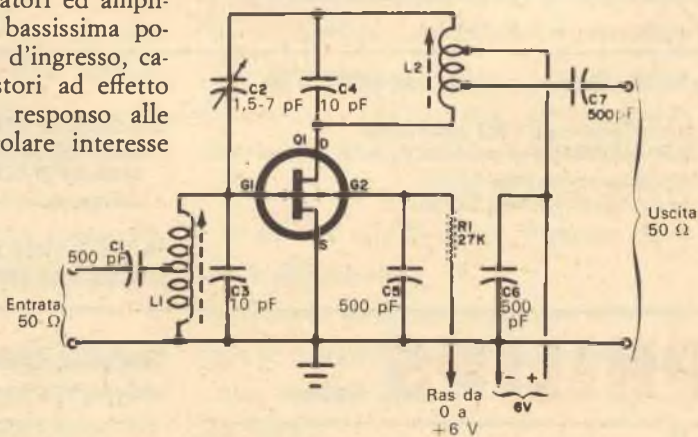 atori ed ampli-
bassissima po-
d'ingresso, ca-
stori ad effetto
responso alle
olare interesse
L2
C2
1,5-7 pF
C4
10 pF
C7
500 pF
Q1
D
G1
G2
S
R1
27K
Uscita
50 Ω
C1
500 pF
L1
C3
10 pF
C5
500 pF
C6
500
pF
Entrata
50 Ω
- +
6V
Ras da
0 a
+6 V